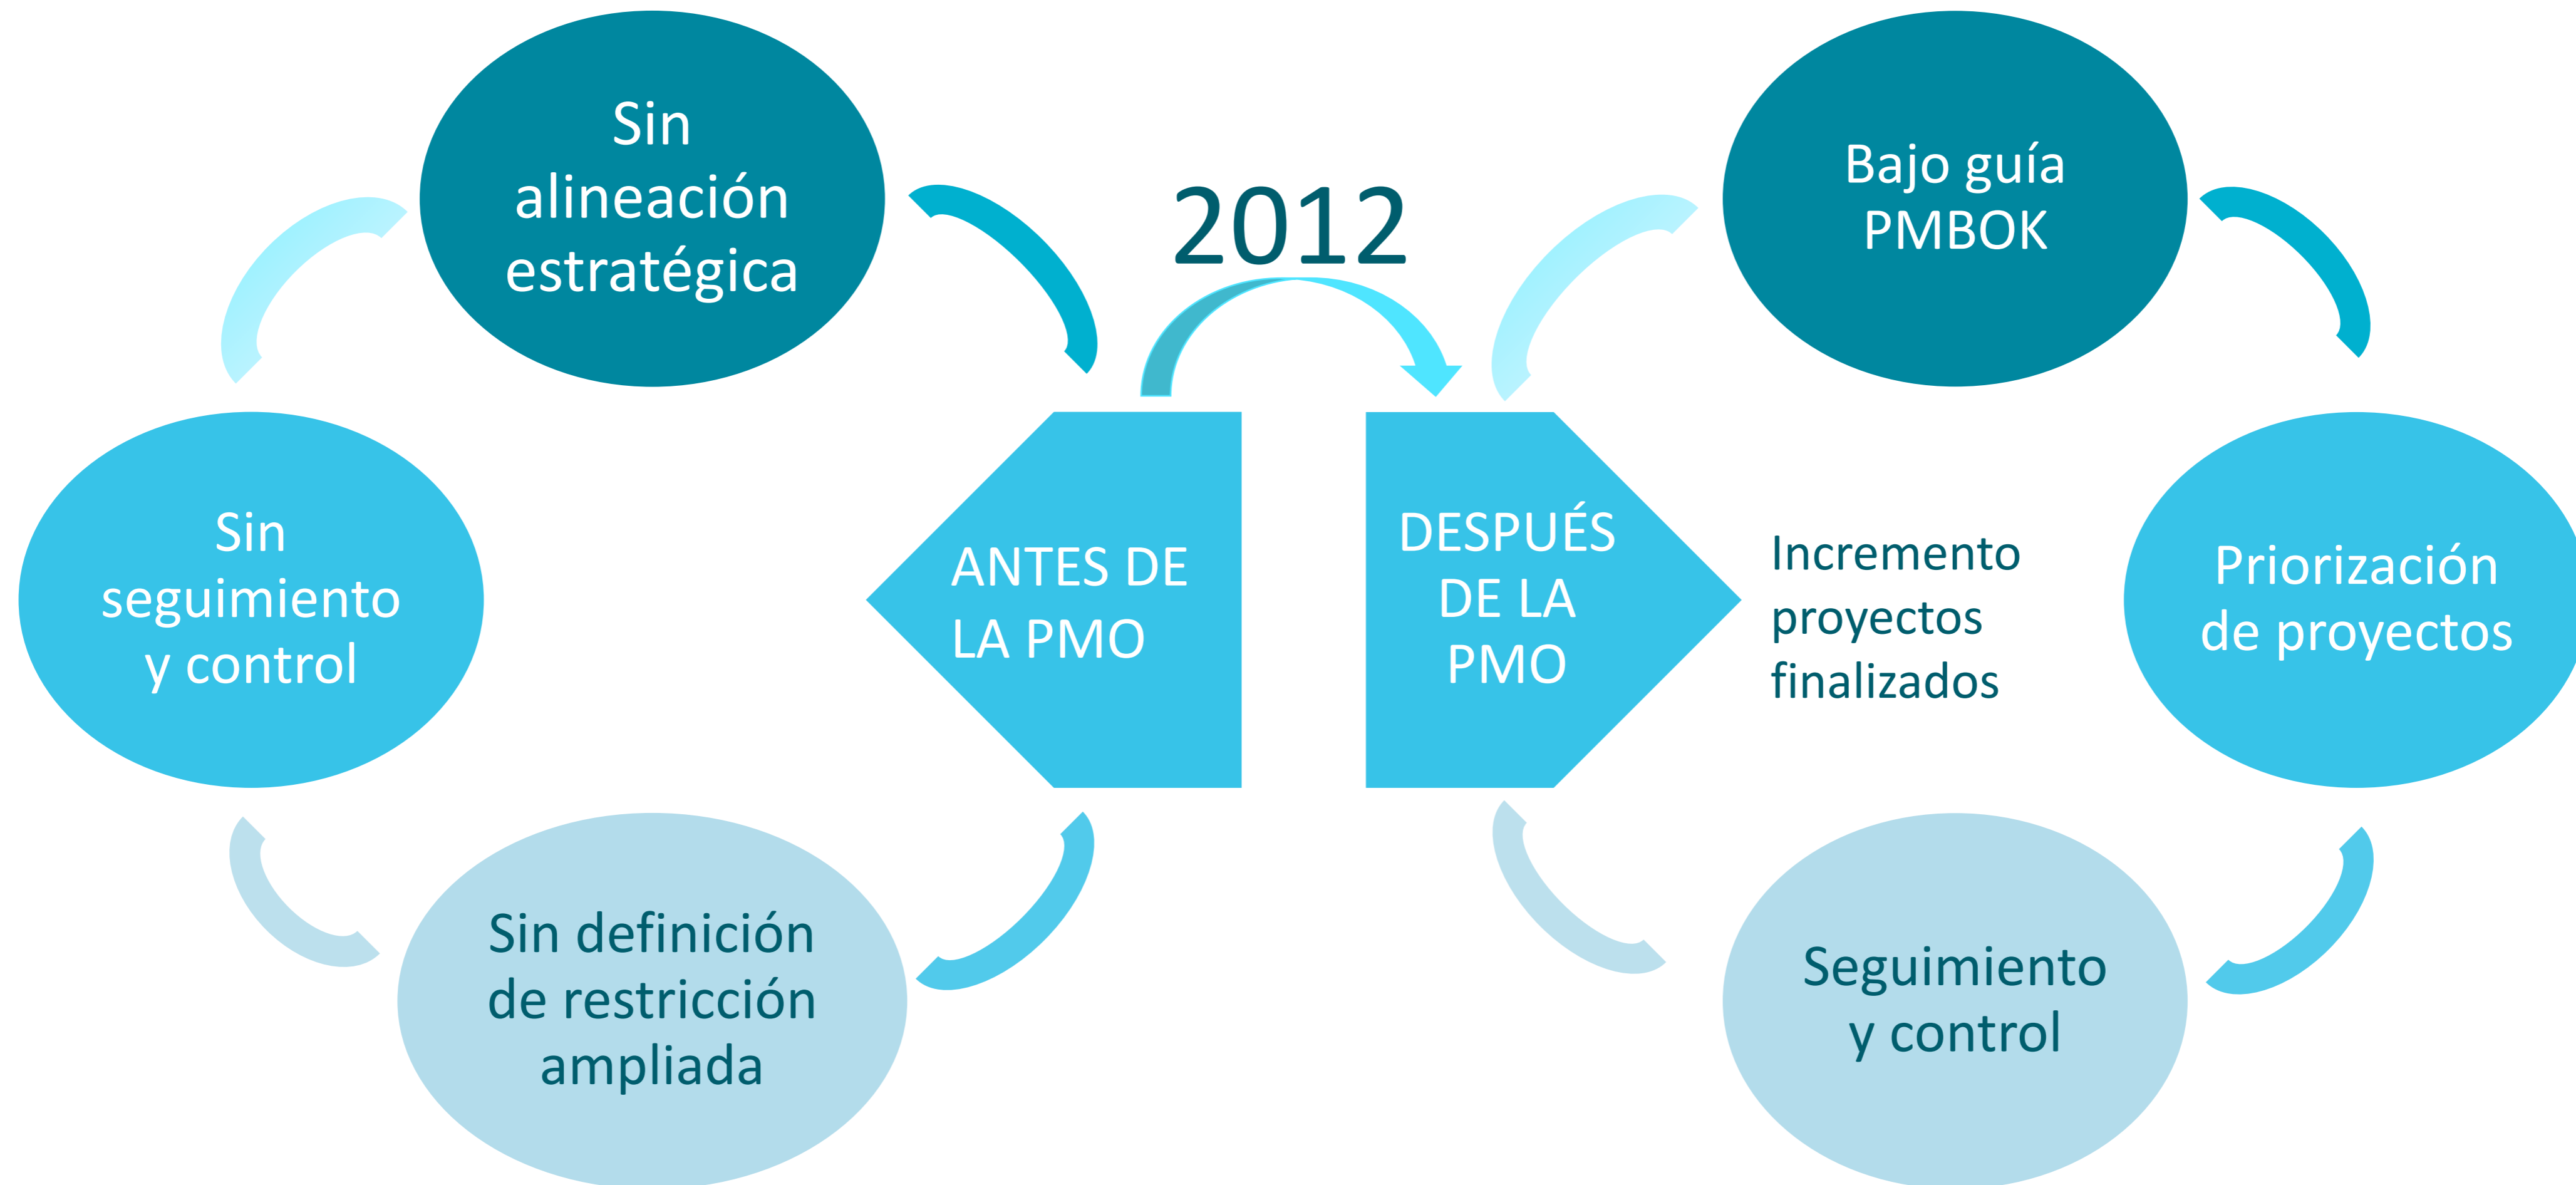 Sin
alineación
estratégica
Sin
seguimiento
y control
Sin definición
de restricción
ampliada
ANTES DE
LA PMO
2012
DESPUÉS
DE LA
PMO
Incremento
proyectos
finalizados
Bajo guía
PMBOK
Priorización
de proyectos
Seguimiento
y control